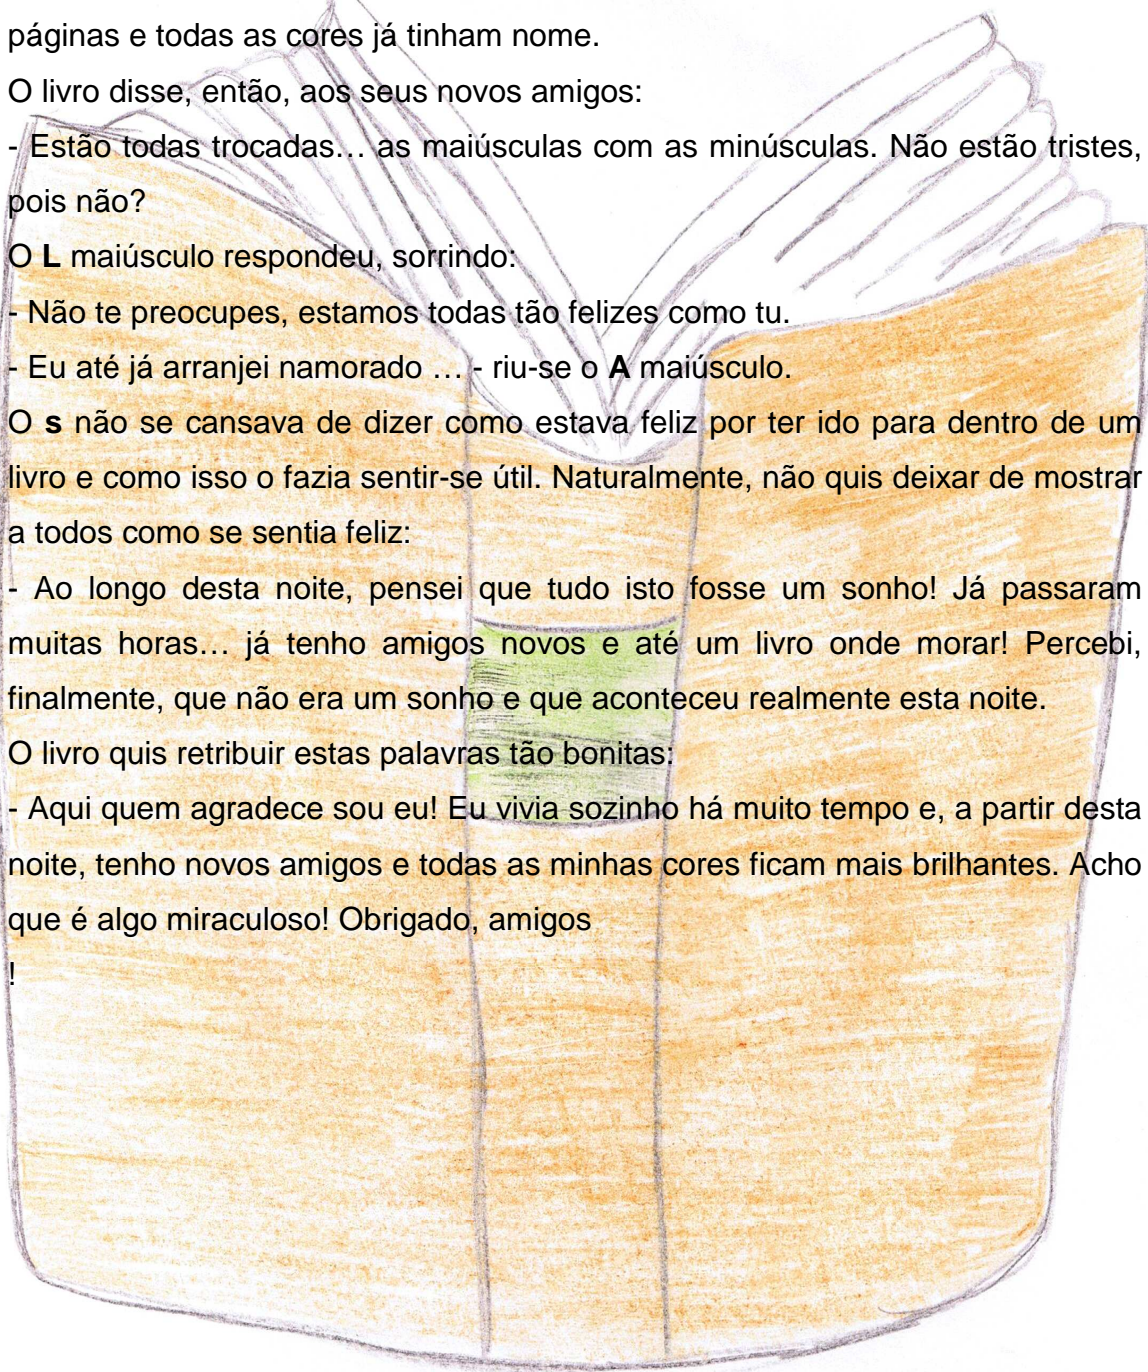 páginas e todas as cores já tinham nome.
O livro disse, então, aos seus novos amigos:
- Estão todas trocadas… as maiúsculas com as minúsculas. Não estão tristes,
pois não?
O L maiúsculo respondeu, sorrindo:
- Não te preocupes, estamos todas tão felizes como tu.
- Eu até já arranjei namorado … - riu-se o A maiúsculo.
O s não se cansava de dizer como estava feliz por ter ido para dentro de um
livro e como isso o fazia sentir-se útil. Naturalmente, não quis deixar de mostrar
a todos como se sentia feliz:
- Ao longo desta noite, pensei que tudo isto fosse um sonho! Já passaram
muitas horas… já tenho amigos novos e até um livro onde morar! Percebi,
finalmente, que não era um sonho e que aconteceu realmente esta noite.
O livro quis retribuir estas palavras tão bonitas:
- Aqui quem agradece sou eu! Eu vivia sozinho há muito tempo e, a partir desta
noite, tenho novos amigos e todas as minhas cores ficam mais brilhantes. Acho
que é algo miraculoso! Obrigado, amigos
!